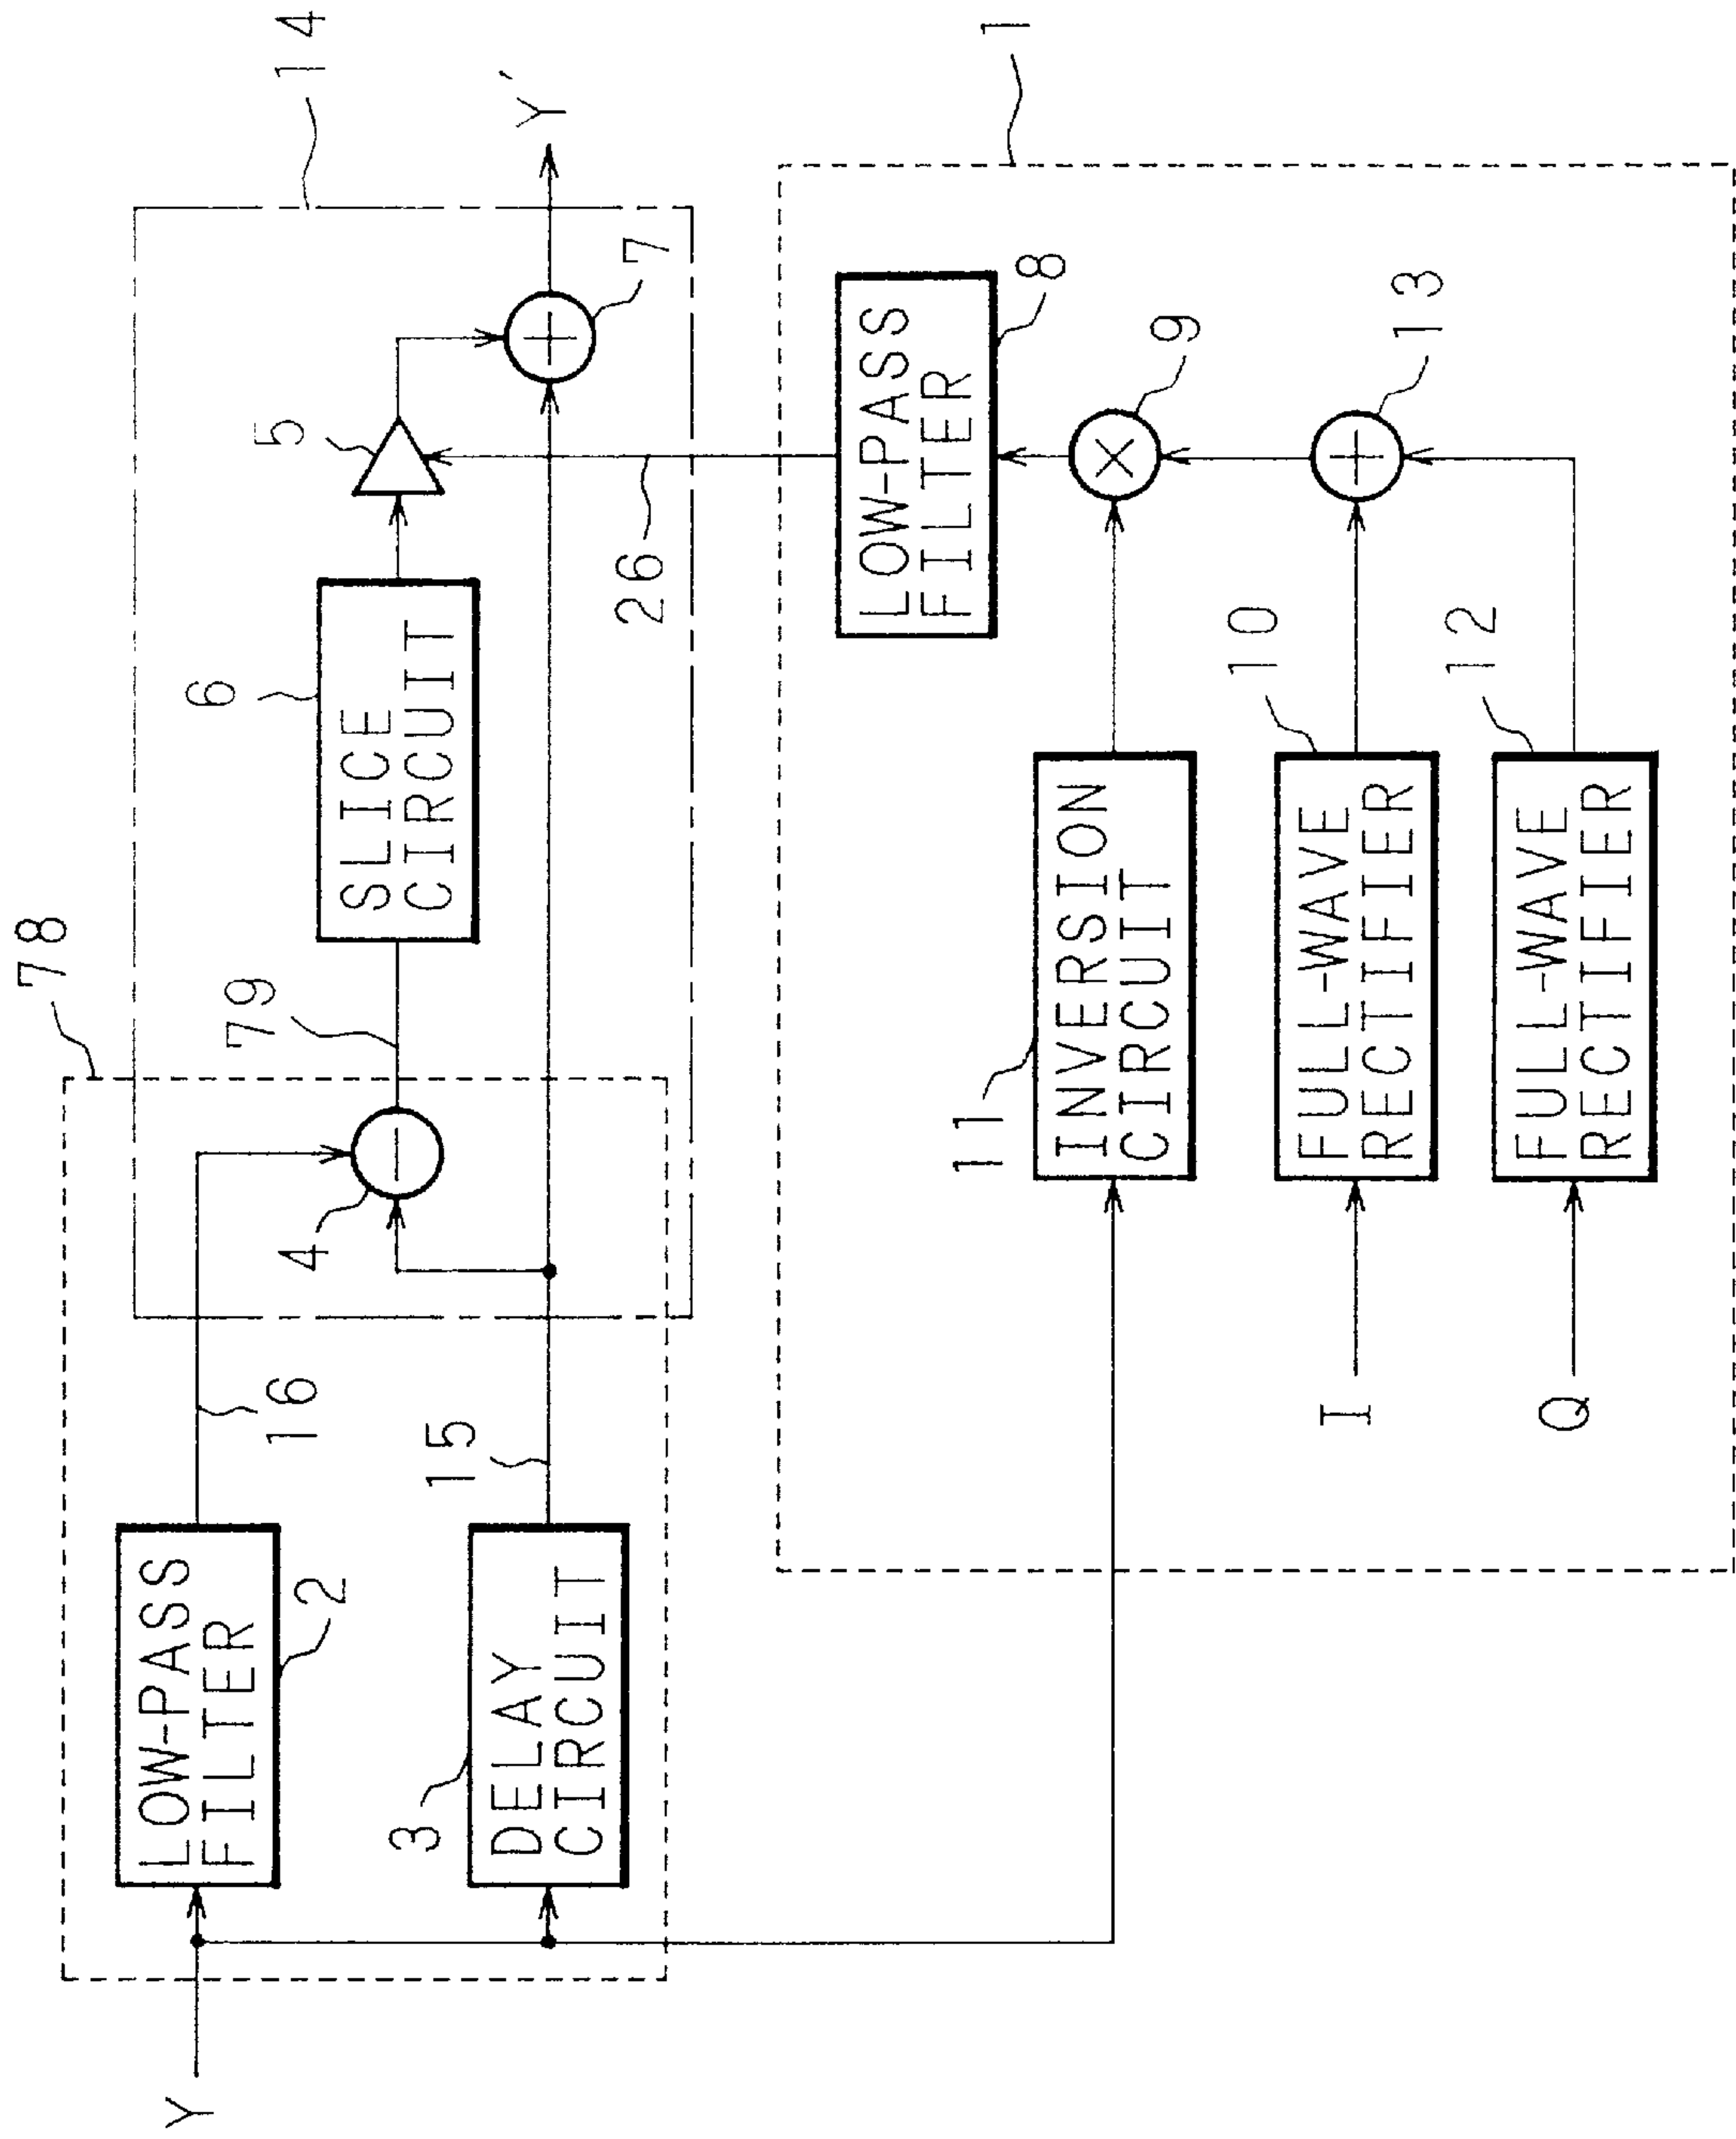 78
14
Y
LOW-PASS
FILTER
2
16
4
79
6
SLICE
CIRCUIT
5
7
Y'
3
DELAY
CIRCUIT
15
26
1
LOW-PASS
FILTER
8
11
INVERSION
CIRCUIT
9
I
10
FULL-WAVE
RECTIFIER
13
Q
12
FULL-WAVE
RECTIFIER